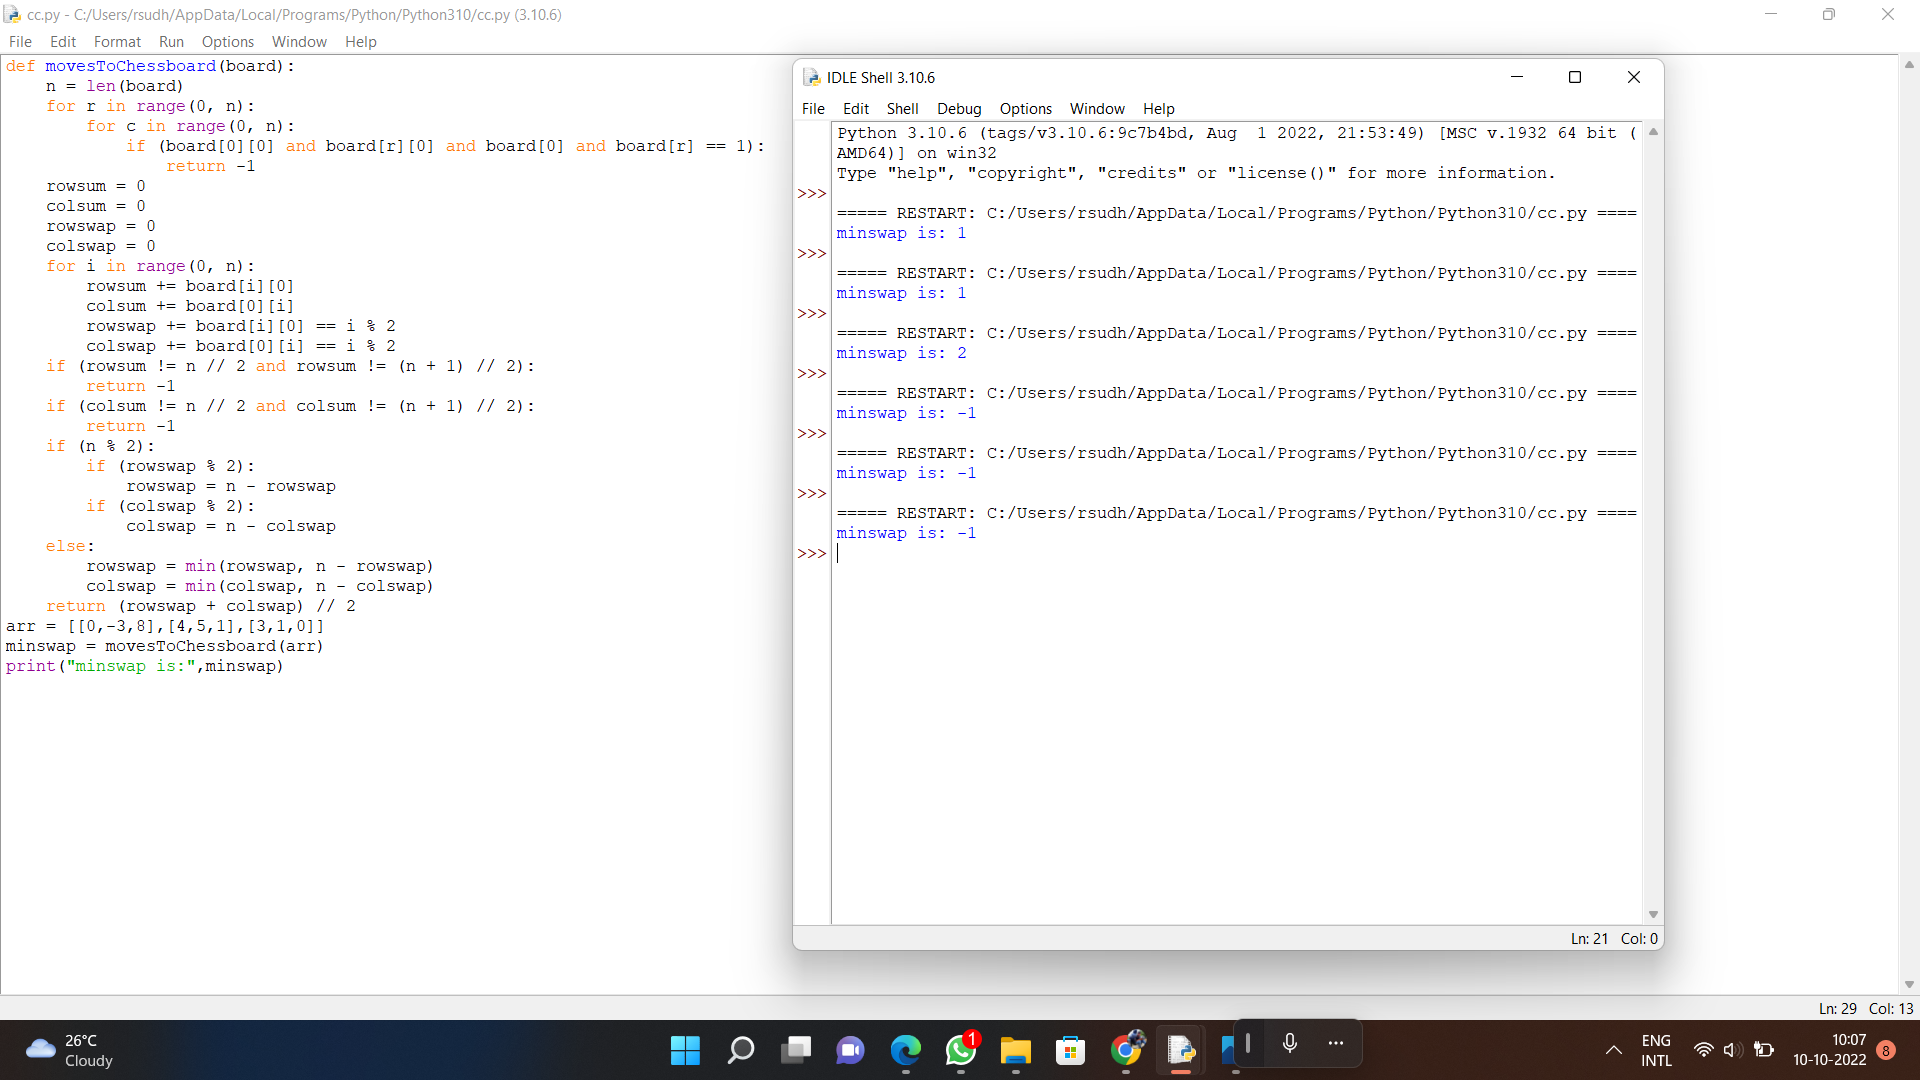 cc.py - C:/Users/rsudh/AppData/Local/Programs/Python/Python310/cc.py (3.10.6)
File Edit Format Run Options Window Help
def movesToChessboard(board):
    n = len(board)
    for r in range(0, n):
        for c in range(0, n):
            if (board[0][0] and board[r][0] and board[0] and board[r] == 1):
                return -1
    rowsum = 0
    colsum = 0
    rowswap = 0
    colswap = 0
    for i in range(0, n):
        rowsum += board[i][0]
        colsum += board[0][i]
        rowswap += board[i][0] == i % 2
        colswap += board[0][i] == i % 2
    if (rowsum != n // 2 and rowsum != (n + 1) // 2):
        return -1
    if (colsum != n // 2 and colsum != (n + 1) // 2):
        return -1
    if (n % 2):
        if (rowswap % 2):
            rowswap = n - rowswap
        if (colswap % 2):
            colswap = n - colswap
    else:
        rowswap = min(rowswap, n - rowswap)
        colswap = min(colswap, n - colswap)
    return (rowswap + colswap) // 2
arr = [[0,-3,8],[4,5,1],[3,1,0]]
minswap = movesToChessboard(arr)
print("minswap is:",minswap)
IDLE Shell 3.10.6
File Edit Shell Debug Options Window Help
Python 3.10.6 (tags/v3.10.6:9c7b4bd, Aug  1 2022, 21:53:49) [MSC v.1932 64 bit (
AMD64)] on win32
Type "help", "copyright", "credits" or "license()" for more information.
>>>
===== RESTART: C:/Users/rsudh/AppData/Local/Programs/Python/Python310/cc.py ====
minswap is: 1
>>>
===== RESTART: C:/Users/rsudh/AppData/Local/Programs/Python/Python310/cc.py ====
minswap is: 1
>>>
===== RESTART: C:/Users/rsudh/AppData/Local/Programs/Python/Python310/cc.py ====
minswap is: 2
>>>
===== RESTART: C:/Users/rsudh/AppData/Local/Programs/Python/Python310/cc.py ====
minswap is: -1
>>>
===== RESTART: C:/Users/rsudh/AppData/Local/Programs/Python/Python310/cc.py ====
minswap is: -1
>>>
===== RESTART: C:/Users/rsudh/AppData/Local/Programs/Python/Python310/cc.py ====
minswap is: -1
>>>
Ln: 21 Col: 0
Ln: 29 Col: 13
26°C
Cloudy
1
ENG
INTL
10:07
10-10-2022
8